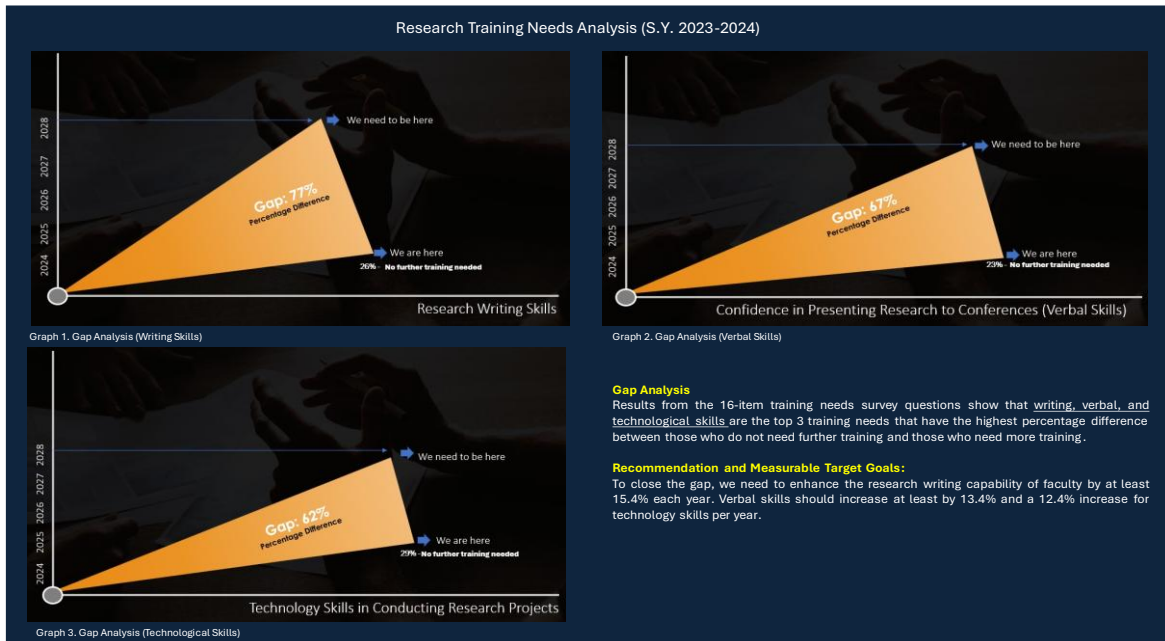 Research Training Needs Analysis (S.Y. 2023-2024)
2028
2027
2026
2025
2024
We need to be here
Gap: 77%
Percentage Difference
We are here
26% - No further training needed
Research Writing Skills
Graph 1. Gap Analysis (Writing Skills)
2028
2027
2026
2025
2024
We need to be here
Gap: 67%
Percentage Difference
We are here
23% - No further training needed
Confidence in Presenting Research to Conferences (Verbal Skills)
Graph 2. Gap Analysis (Verbal Skills)
2028
2027
2026
2025
2024
We need to be here
Gap: 62%
Percentage Difference
We are here
29% - No further training needed
Technology Skills in Conducting Research Projects
Graph 3. Gap Analysis (Technological Skills)
Gap Analysis
Results from the 16-item training needs survey questions show that writing, verbal, and
technological skills are the top 3 training needs that have the highest percentage difference
between those who do not need further training and those who need more training.
Recommendation and Measurable Target Goals:
To close the gap, we need to enhance the research writing capability of faculty by at least
15.4% each year. Verbal skills should increase at least by 13.4% and a 12.4% increase for
technology skills per year.